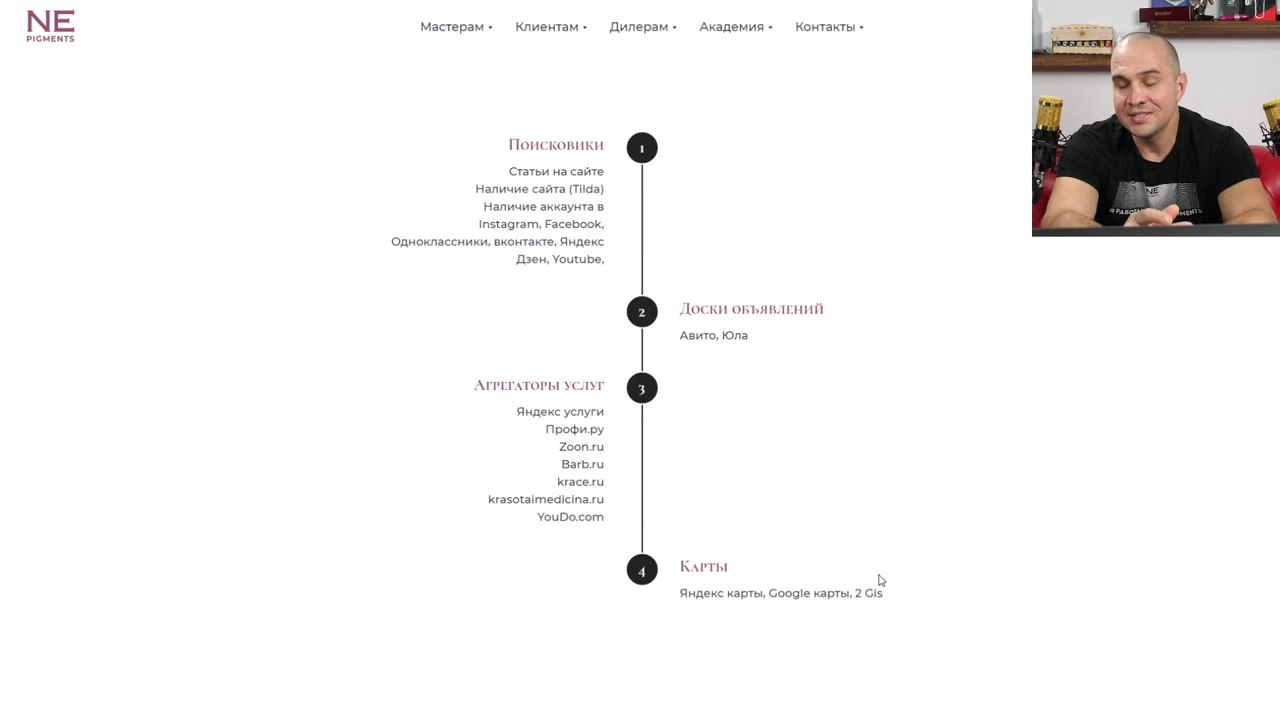 NE
PIGMENTS
Мастерам
Клиентам
Дилерам
Академия
Контакты
1
Поисковики
Статьи на сайте
Наличие сайта (Tilda)
Наличие аккаунта в
Instagram, Facebook,
Одноклассники, вконтакте, Яндекс
Дзен, Youtube,
2
Доски объявлений
Авито, Юла
3
Агрегаторы услуг
Яндекс услуги
Профи.ру
Zoon.ru
Barb.ru
krace.ru
krasotaimedicina.ru
YouDo.com
4
Карты
Яндекс карты, Google карты, 2 Gis
NE